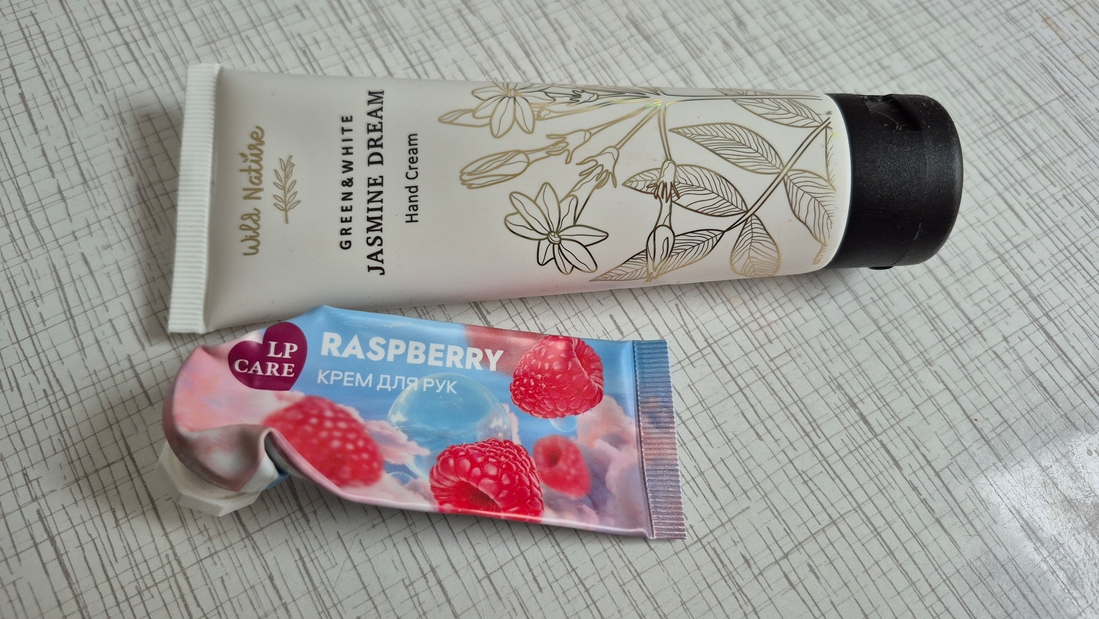 Wild Nature
GREEN & WHITE
JASMINE DREAM
Hand Cream
LP
CARE
RASPBERRY
КРЕМ ДЛЯ РУК